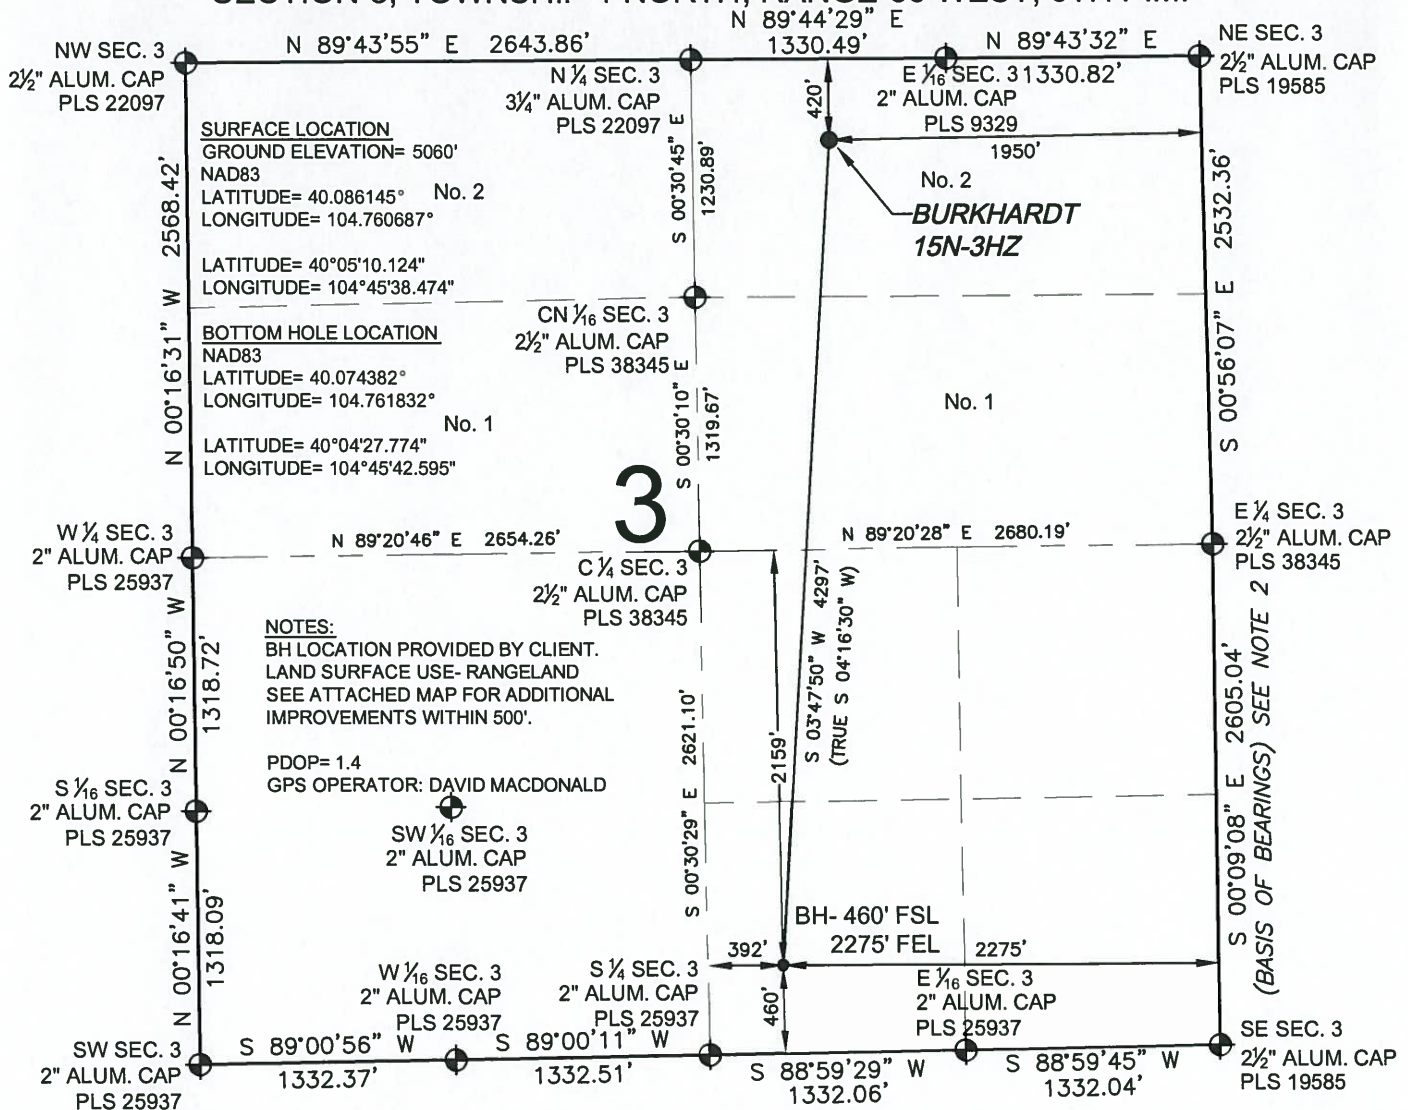 N 89°44'29" E
1330.49'
N 89°43'55" E 2643.86'
N 89°43'32" E
1330.82'
NW SEC. 3
2½" ALUM. CAP
PLS 22097
N ¼ SEC. 3
3¼" ALUM. CAP
PLS 22097
E 1⁄16 SEC. 3
2" ALUM. CAP
PLS 9329
NE SEC. 3
2½" ALUM. CAP
PLS 19585
420'
1950'
No. 2
BURKHARDT
15N-3HZ
SURFACE LOCATION
GROUND ELEVATION= 5060'
NAD83
LATITUDE= 40.086145°
LONGITUDE= 104.760687°
No. 2
LATITUDE= 40°05'10.124"
LONGITUDE= 104°45'38.474"
N 00°16'31" W 2568.42'
S 00°30'45" E
1230.89'
S 00°56'07" E 2532.36'
CN 1⁄16 SEC. 3
2½" ALUM. CAP
PLS 38345
BOTTOM HOLE LOCATION
NAD83
LATITUDE= 40.074382°
LONGITUDE= 104.761832°
No. 1
LATITUDE= 40°04'27.774"
LONGITUDE= 104°45'42.595"
S 00°30'10" E
1319.67'
No. 1
3
W ¼ SEC. 3
2" ALUM. CAP
PLS 25937
N 89°20'46" E 2654.26'
N 89°20'28" E 2680.19'
C ¼ SEC. 3
2½" ALUM. CAP
PLS 38345
E ¼ SEC. 3
2½" ALUM. CAP
PLS 38345
NOTES:
BH LOCATION PROVIDED BY CLIENT.
LAND SURFACE USE- RANGELAND
SEE ATTACHED MAP FOR ADDITIONAL
IMPROVEMENTS WITHIN 500'.
PDOP= 1.4
GPS OPERATOR: DAVID MACDONALD
N 00°16'50" W
1318.72'
S 00°30'29" E 2621.10'
2159'
S 03°47'50" W 4297'
(TRUE S 04°16'30" W)
S 00°09'08" E 2605.04'
(BASIS OF BEARINGS) SEE NOTE 2
S 1⁄16 SEC. 3
2" ALUM. CAP
PLS 25937
SW 1⁄16 SEC. 3
2" ALUM. CAP
PLS 25937
N 00°16'41" W
1318.09'
BH- 460' FSL
2275' FEL
392'
2275'
460'
W 1⁄16 SEC. 3
2" ALUM. CAP
PLS 25937
S ¼ SEC. 3
2" ALUM. CAP
PLS 25937
E 1⁄16 SEC. 3
2" ALUM. CAP
PLS 25937
SW SEC. 3
2" ALUM. CAP
PLS 25937
S 89°00'56" W
1332.37'
S 89°00'11" W
1332.51'
S 88°59'29" W
1332.06'
S 88°59'45" W
1332.04'
SE SEC. 3
2½" ALUM. CAP
PLS 19585